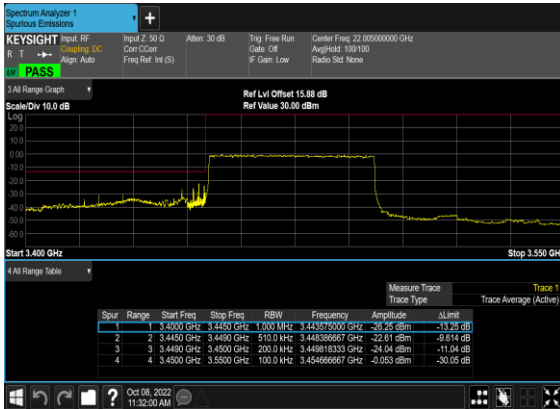 Spectrum Analyzer 1
Spurious Emissions
KEYSIGHT Input: RF Input Z: 50 Ω Atten: 30 dB Trig: Free Run Center Freq: 22.005000000 GHz
R T Coupling: DC Corr CCorr Gate: Off Avg|Hold: 100/100
Align: Auto Freq Ref: Int (S) IF Gain: Low Radio Std: None
LXI PASS
3 All Range Graph
Ref Lvl Offset 15.88 dB
Scale/Div 10.0 dB Ref Value 30.00 dBm
Log
20.0
10.0
0.00
-10.0
-20.0
-30.0
-40.0
-50.0
-60.0
Start 3.400 GHz Stop 3.550 GH
4 All Range Table
Measure Trace Trace 1
Trace Type Trace Average (Active)
Spur Range Start Freq Stop Freq RBW Frequency Amplitude ΔLimit
1 1 3.4000 GHz 3.4450 GHz 1.000 MHz 3.443575000 GHz -26.25 dBm -13.25 dB
2 2 3.4450 GHz 3.4490 GHz 510.0 kHz 3.448386667 GHz -22.61 dBm -9.614 dB
3 3 3.4490 GHz 3.4500 GHz 200.0 kHz 3.449818333 GHz -24.04 dBm -11.04 dB
4 4 3.4500 GHz 3.5500 GHz 100.0 kHz 3.454666667 GHz -0.053 dBm -30.05 dB
Oct 08, 2022
11:32:00 AM